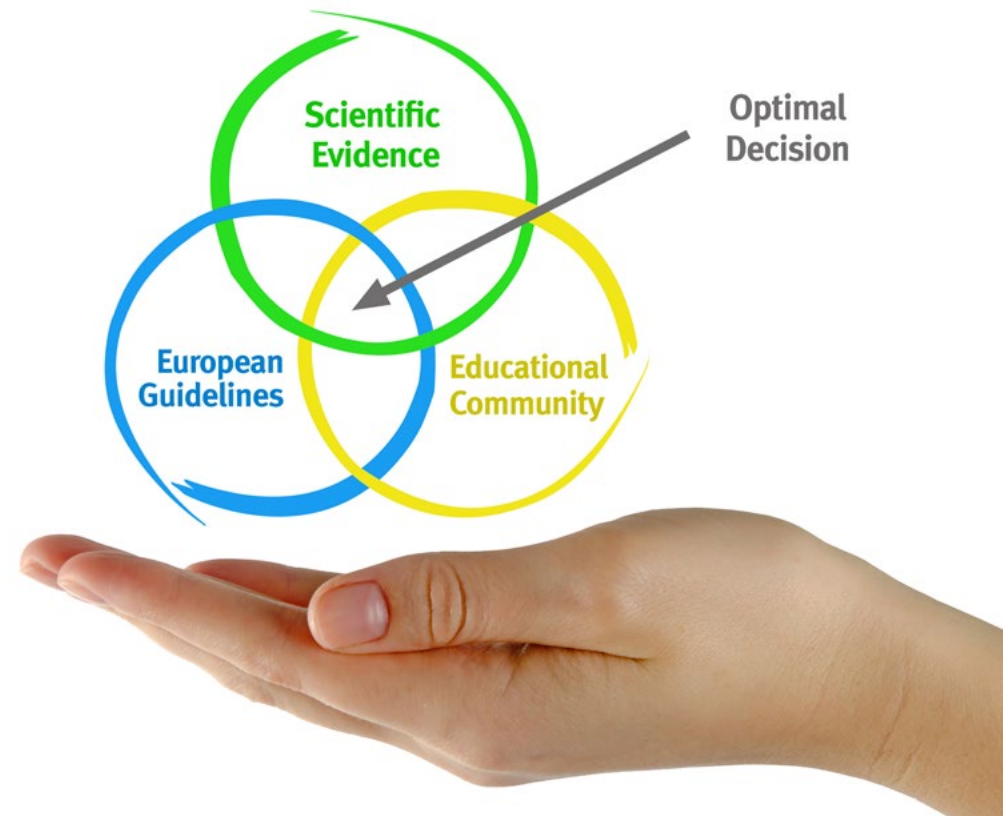 Scientific
Evidence
Optimal
Decision
European
Guidelines
Educational
Community